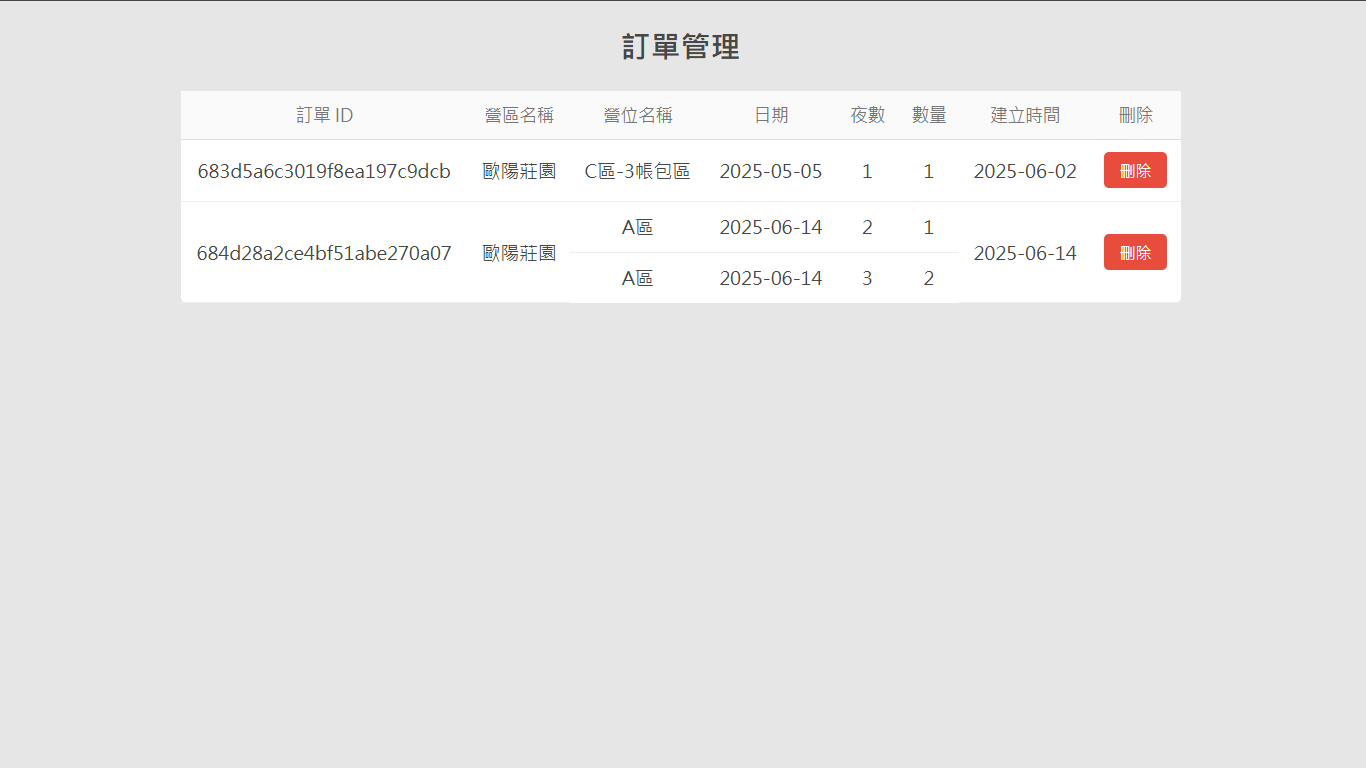 訂單管理
訂單 ID 營區名稱 營位名稱 日期 夜數 數量 建立時間 刪除
683d5a6c3019f8ea197c9dcb 歐陽莊園 C區-3帳包區 2025-05-05 1 1 2025-06-02 刪除
684d28a2ce4bf51abe270a07 歐陽莊園 A區 2025-06-14 2 1 2025-06-14 刪除
A區 2025-06-14 3 2